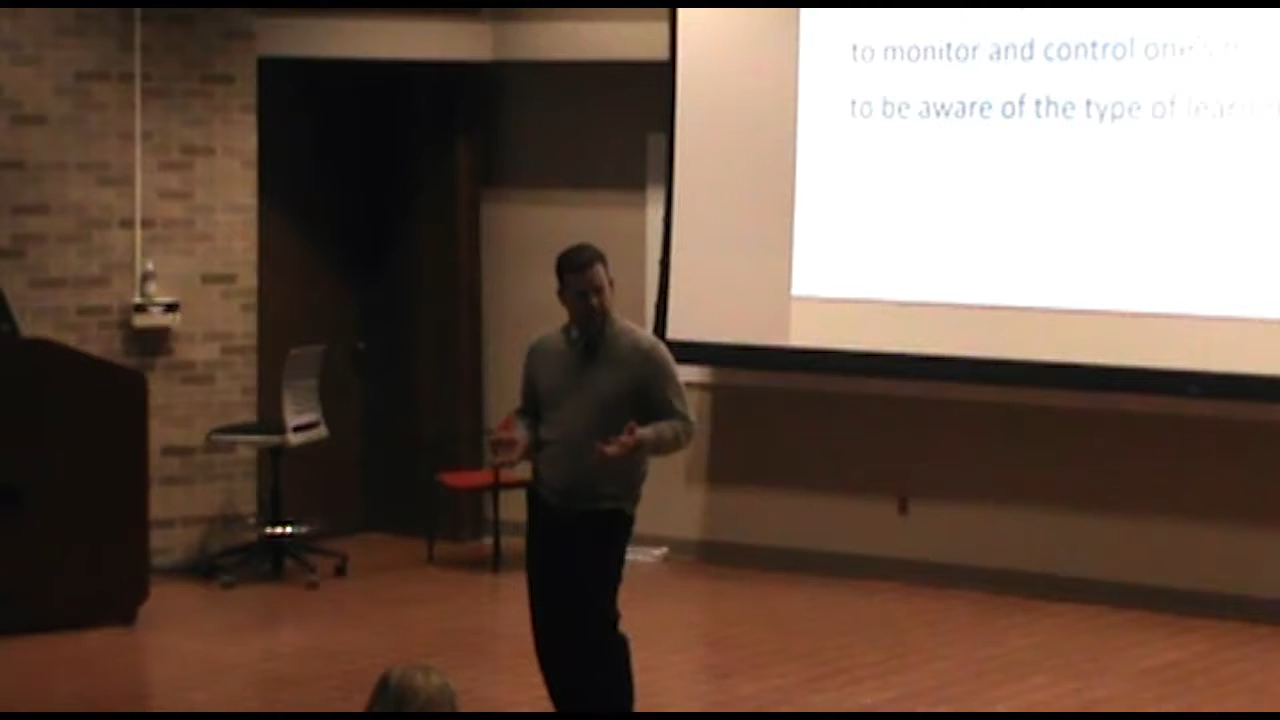 to monitor and control one's
to be aware of the type of